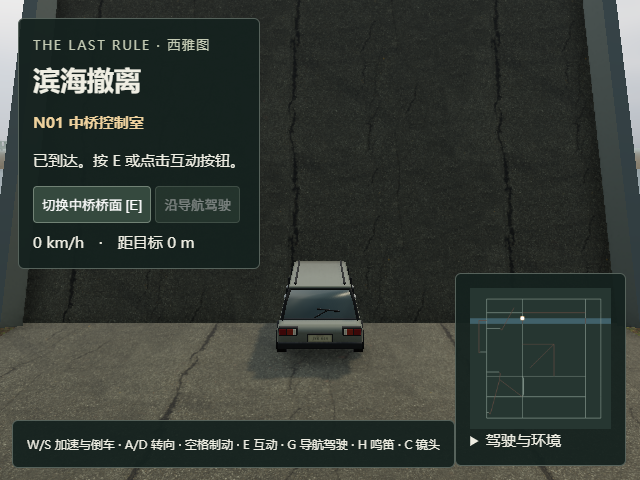 THE LAST RULE · 西雅图
滨海撤离
N01 中桥控制室
已到达。按 E 或点击互动按钮。
切换中桥桥面 [E]
沿导航驾驶
0 km/h · 距目标 0 m
▶ 驾驶与环境
W/S 加速与倒车 · A/D 转向 · 空格制动 · E 互动 · G 导航驾驶 · H 鸣笛 · C 镜头